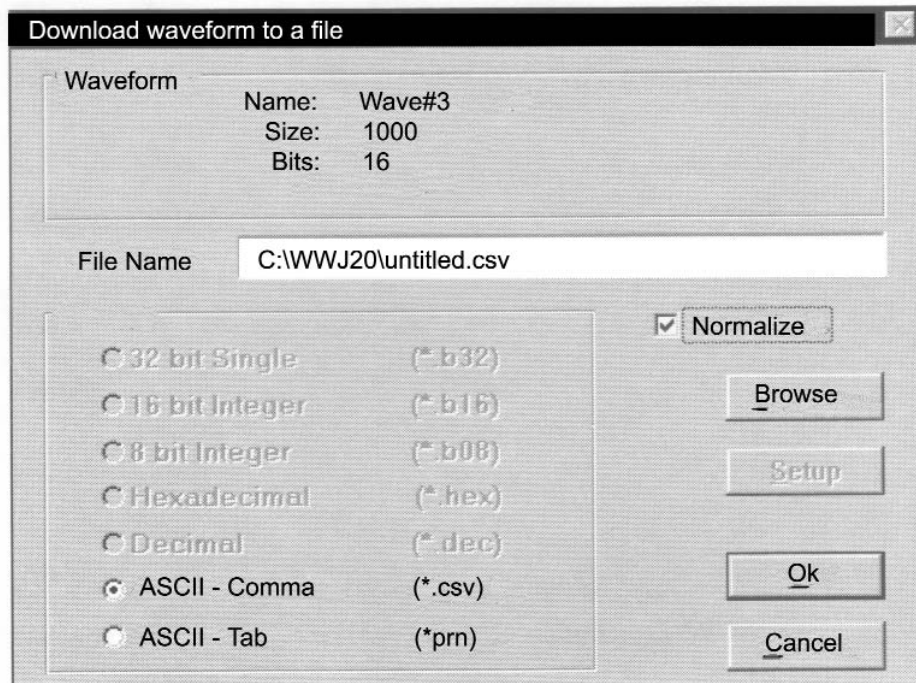 Download waveform to a file
Waveform
Name: Wave#3
Size: 1000
Bits: 16
File Name C:\WWJ20\untitled.csv
Normalize
32 bit Single (*.b32)
16 bit Integer (*.b16)
8 bit Integer (*.b08)
Hexadecimal (*.hex)
Decimal (*.dec)
ASCII - Comma (*.csv)
ASCII - Tab (*prn)
Browse
Setup
Ok
Cancel